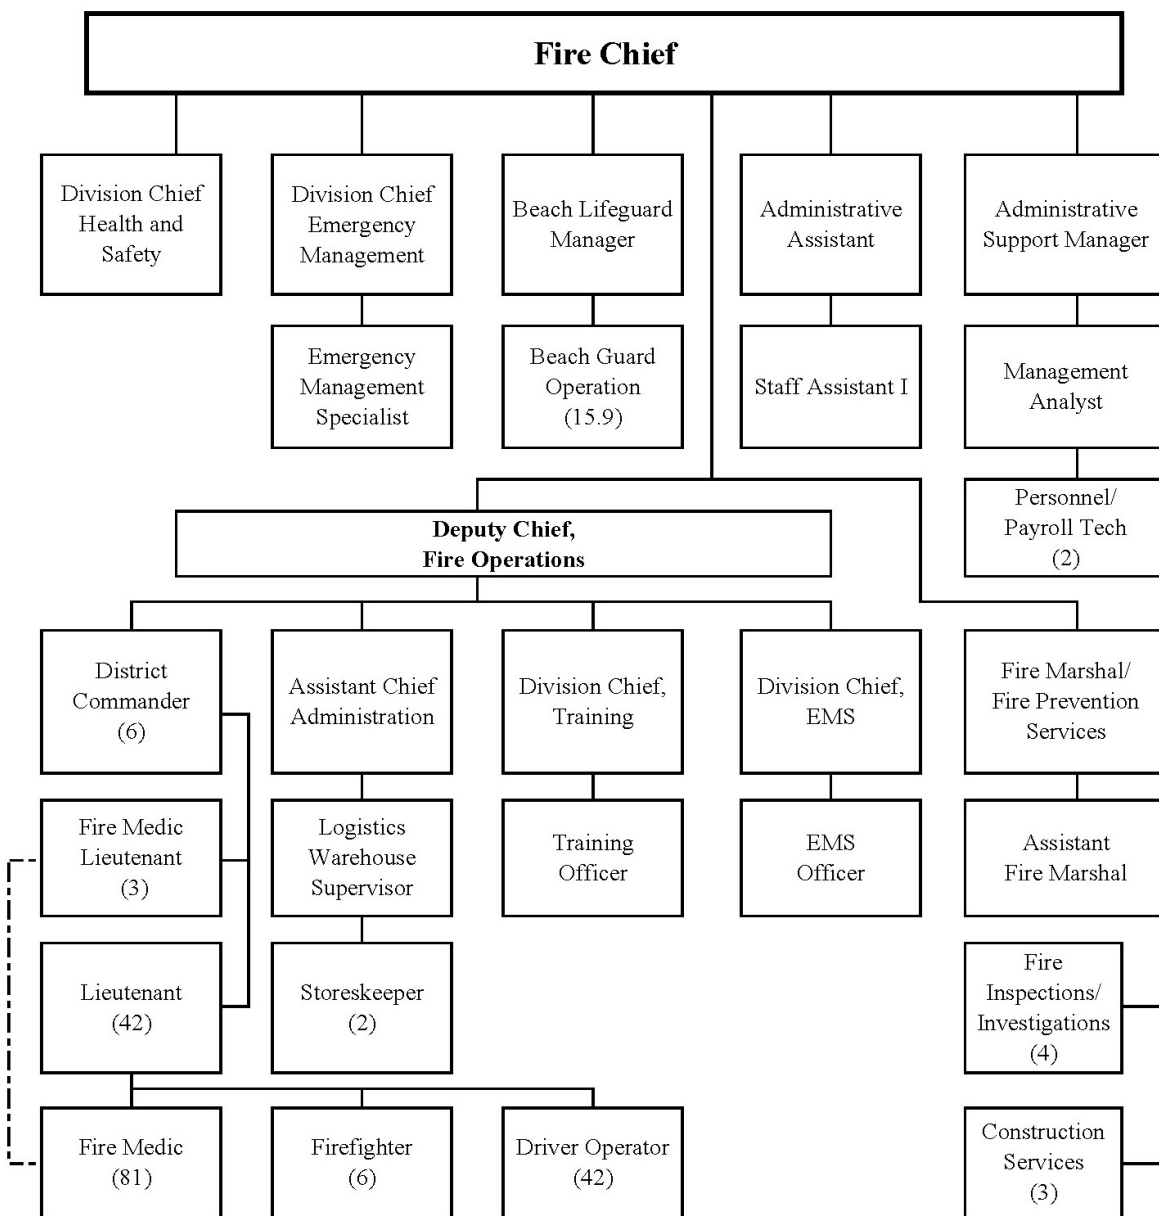 Fire Chief
Division Chief
Health and
Safety
Division Chief
Emergency
Management
Beach Lifeguard
Manager
Administrative
Assistant
Administrative
Support Manager
Emergency
Management
Specialist
Beach Guard
Operation
(15.9)
Staff Assistant I
Management
Analyst
Personnel/
Payroll Tech
(2)
Deputy Chief,
Fire Operations
District
Commander
(6)
Assistant Chief
Administration
Division Chief,
Training
Division Chief,
EMS
Fire Marshal/
Fire Prevention
Services
Fire Medic
Lieutenant
(3)
Logistics
Warehouse
Supervisor
Training
Officer
EMS
Officer
Assistant
Fire Marshal
Lieutenant
(42)
Storeskeeper
(2)
Fire
Inspections/
Investigations
(4)
Fire Medic
(81)
Firefighter
(6)
Driver Operator
(42)
Construction
Services
(3)